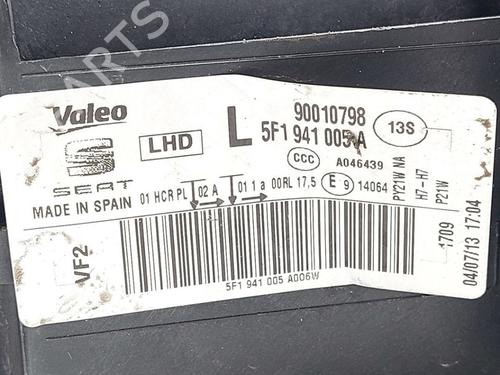 PARTS
Valeo
SEAT
MADE IN SPAIN
LHD
L
90010798
5F1 941 005 A
13S
CCC
A046439
01 HCR PL 02 A 01 1a 00RL 17,5 E 9 14064
PY21W NA
H7-H7
P21W
1709
04/07/13 17:04
VF2
5F1 941 005 A006W